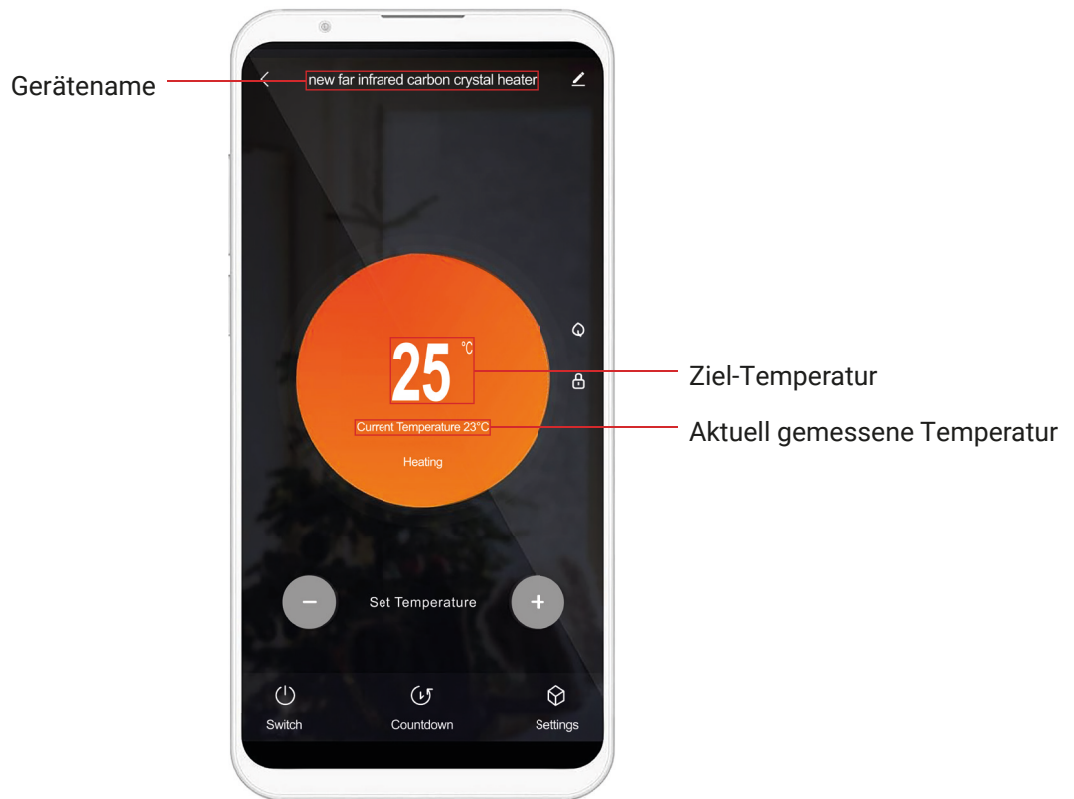 Gerätename
new far infrared carbon crystal heater
25 °C
Ziel-Temperatur
Current Temperature 23°C
Aktuell gemessene Temperatur
Heating
− Set Temperature +
Switch Countdown Settings